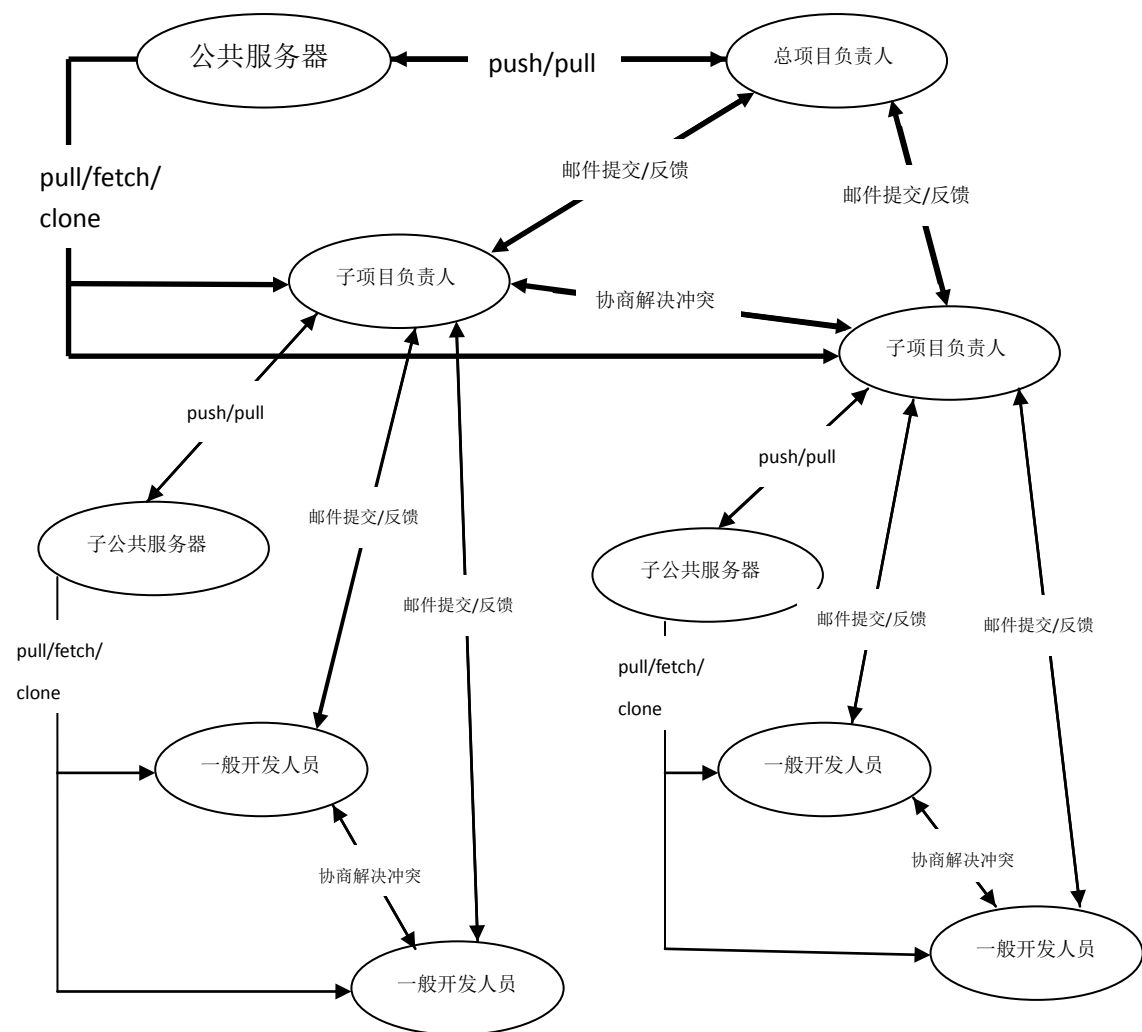 公共服务器
push/pull
总项目负责人
pull/fetch/
clone
邮件提交/反馈
邮件提交/反馈
子项目负责人
协商解决冲突
子项目负责人
push/pull
push/pull
子公共服务器
邮件提交/反馈
子公共服务器
邮件提交/反馈
邮件提交/反馈
邮件提交/反馈
pull/fetch/
clone
pull/fetch/
clone
一般开发人员
一般开发人员
协商解决冲突
协商解决冲突
一般开发人员
一般开发人员